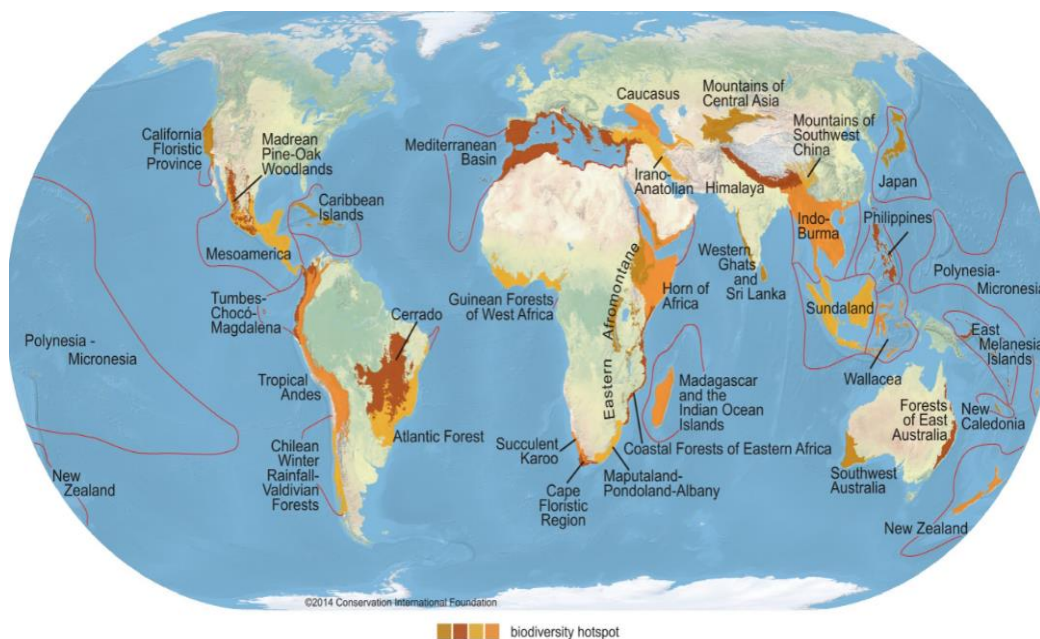 California
Floristic
Province
Madrean
Pine-Oak
Woodlands
Caribbean
Islands
Mesoamerica
Tumbes-
Chocó-
Magdalena
Polynesia -
Micronesia
Tropical
Andes
Cerrado
Atlantic Forest
Chilean
Winter
Rainfall-
Valdivian
Forests
New
Zealand
Mediterranean
Basin
Caucasus
Irano-
Anatolian
Mountains of
Central Asia
Mountains of
Southwest
China
Himalaya
Japan
Indo-
Burma
Philippines
Western
Ghats
and
Sri Lanka
Guinean Forests
of West Africa
Eastern Afromontane
Horn of
Africa
Sundaland
Wallacea
Polynesia-
Micronesia
East
Melanesia
Islands
Madagascar
and the
Indian Ocean
Islands
Coastal Forests of Eastern Africa
Succulent
Karoo
Cape
Floristic
Region
Maputaland-
Pondoland-Albany
Forests
of East
Australia
New
Caledonia
Southwest
Australia
New Zealand
©2014 Conservation International Foundation
biodiversity hotspot